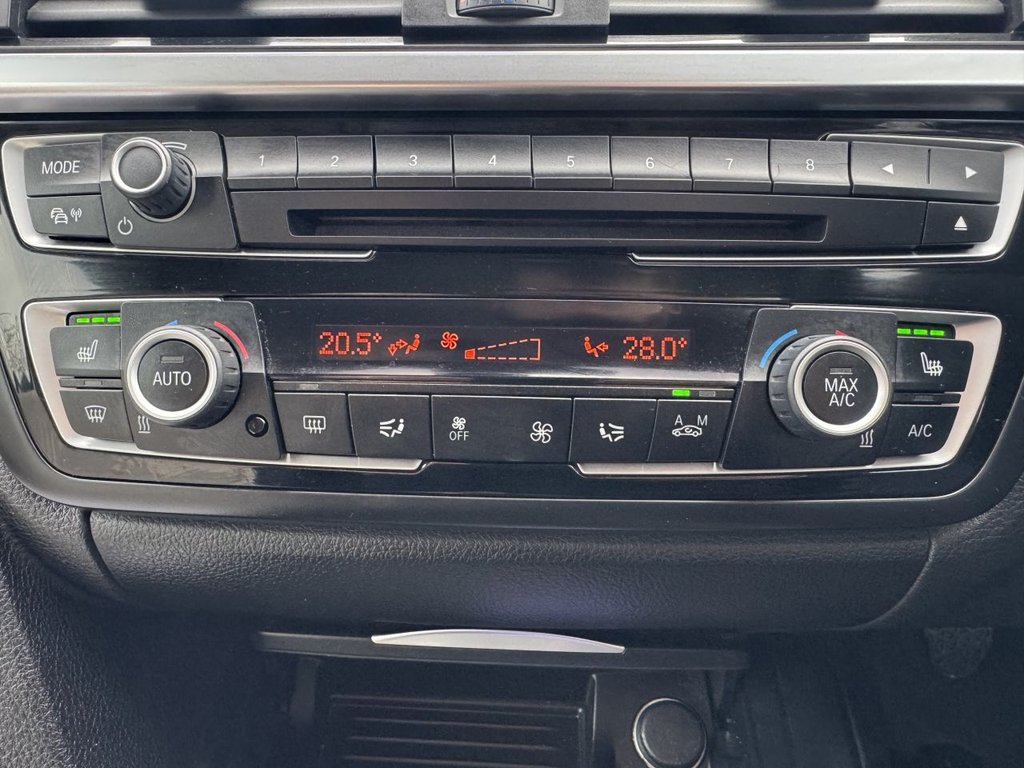 MODE 1 2 3 4 5 6 7 8
20.5° 28.0°
AUTO MAX
A/C
A M
OFF A/C